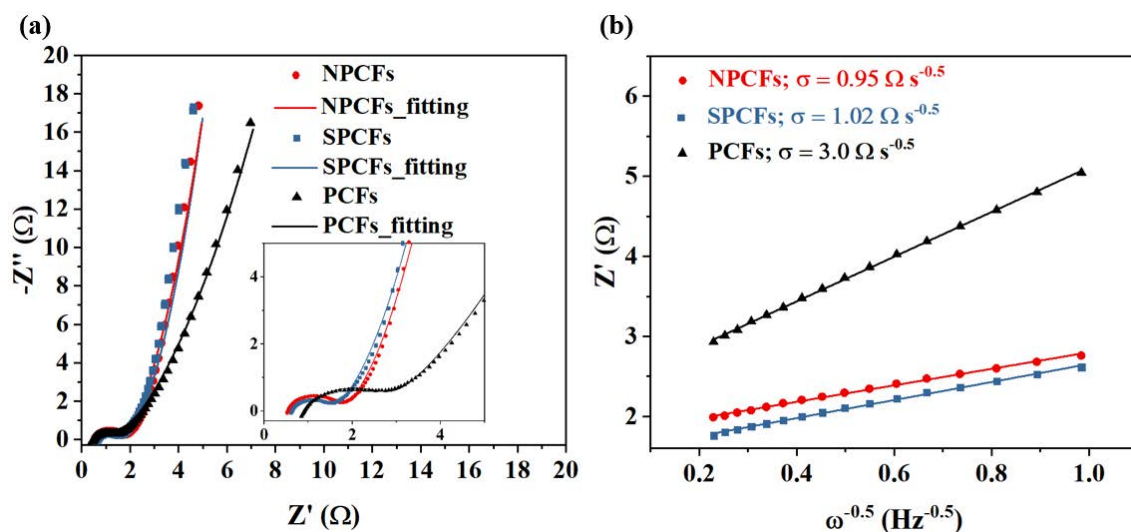 (a)
20
18
16
14
12
10
8
6
4
2
0
-Z'' (Ω)
NPCFs
NPCFs_fitting
SPCFs
SPCFs_fitting
PCFs
PCFs_fitting
4
2
0
0 2 4
0 2 4 6 8 10 12 14 16 18 20
Z' (Ω)
(b)
6
5
4
3
2
Z' (Ω)
NPCFs; σ = 0.95 Ω s⁻⁰·⁵
SPCFs; σ = 1.02 Ω s⁻⁰·⁵
PCFs; σ = 3.0 Ω s⁻⁰·⁵
0.2 0.4 0.6 0.8 1.0
ω⁻⁰·⁵ (Hz⁻⁰·⁵)